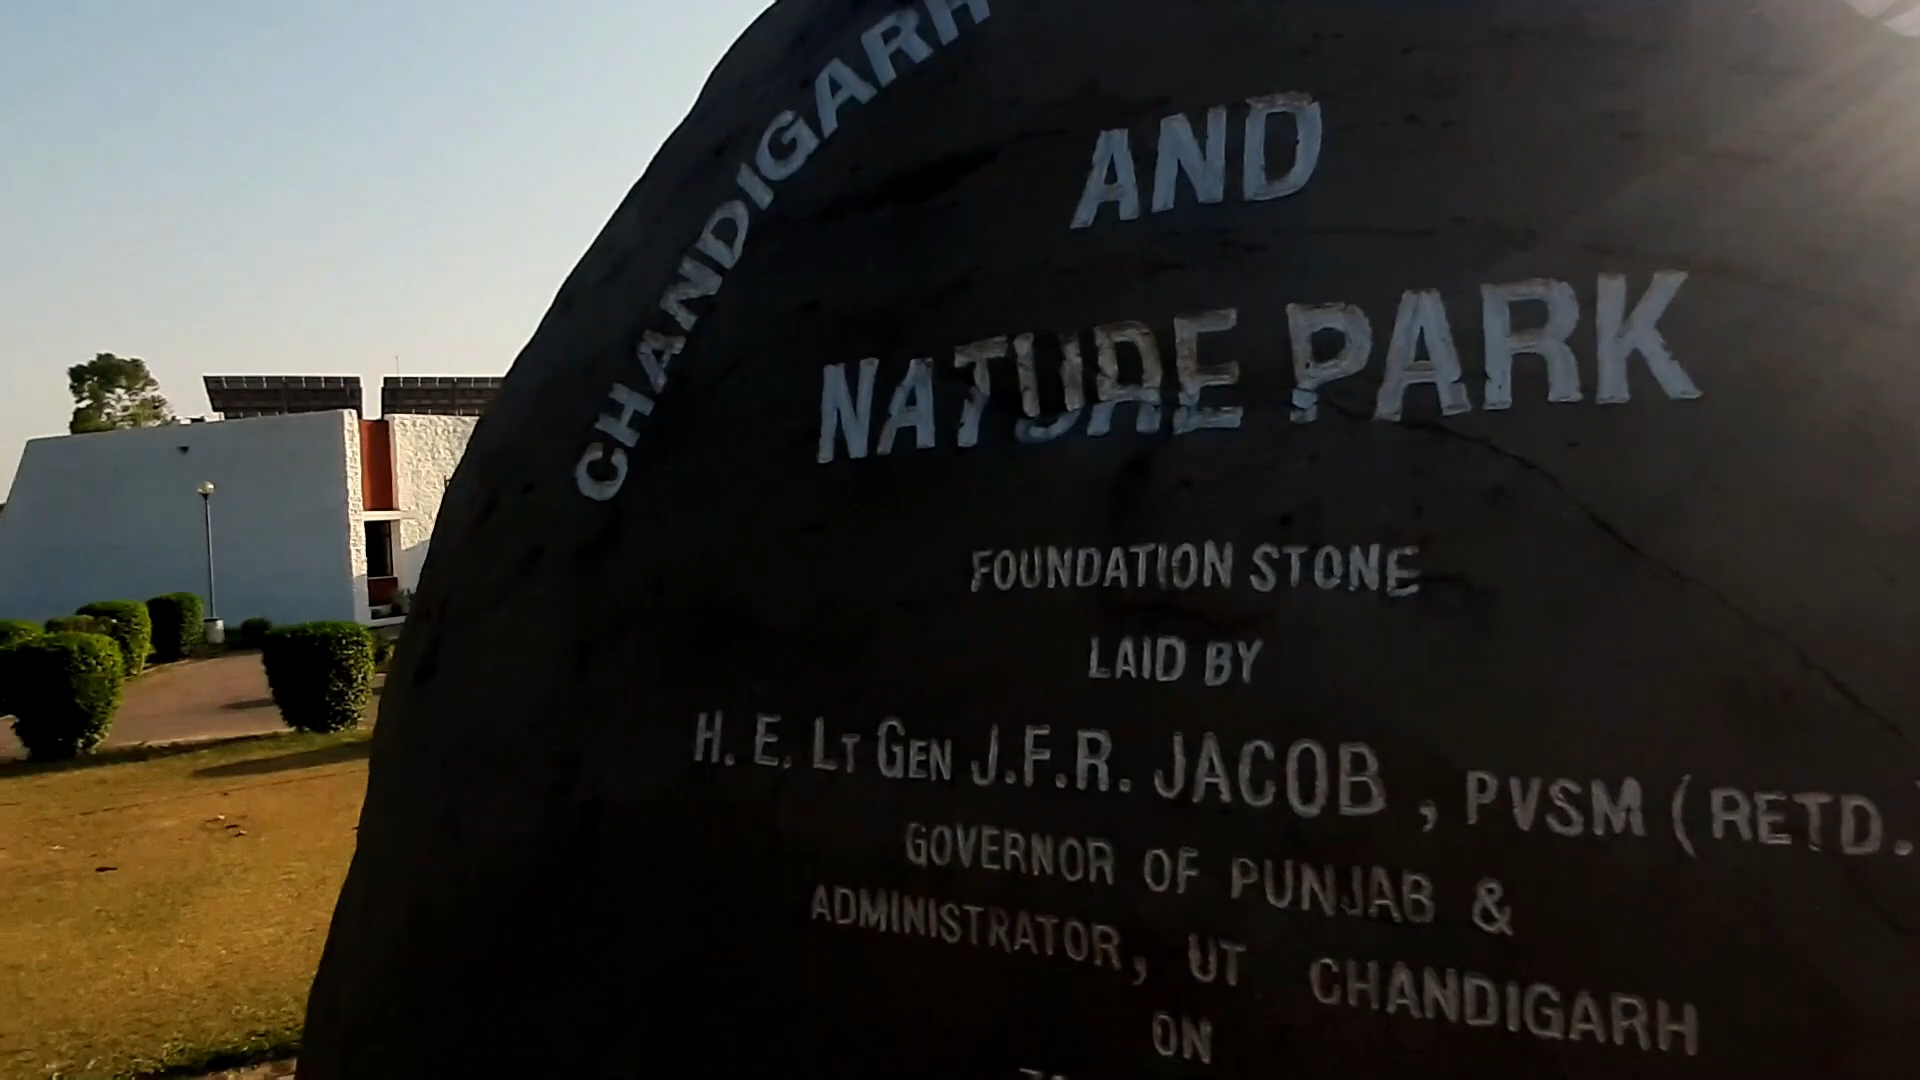 CHANDIGARH
AND
NATURE PARK
FOUNDATION STONE
LAID BY
H. E. LT GEN J.F.R. JACOB , PVSM (RETD.)
GOVERNOR OF PUNJAB &
ADMINISTRATOR, UT CHANDIGARH
ON